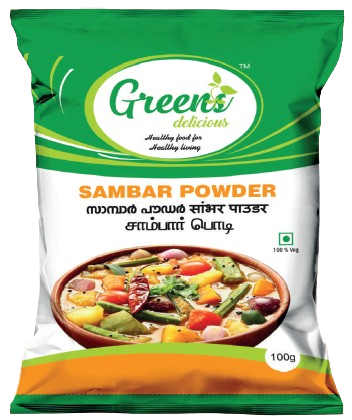 TM
Greens
delicious
Healthy food for
Healthy living
SAMBAR POWDER
സാമ്പാർ പൗഡർ सांभर पाउडर
சாம்பார் பொடி
100 % Veg
100g